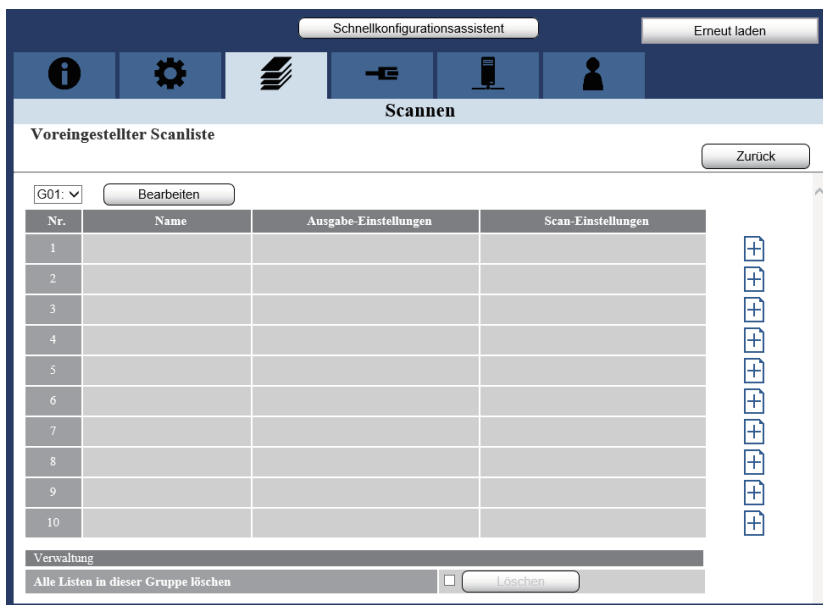 Schnellkonfigurationsassistent Erneut laden
Scannen
Voreingestellter Scanliste
Zurück
G01: Bearbeiten
Nr. Name Ausgabe-Einstellungen Scan-Einstellungen
1
2
3
4
5
6
7
8
9
10
Verwaltung
Alle Listen in dieser Gruppe löschen Löschen